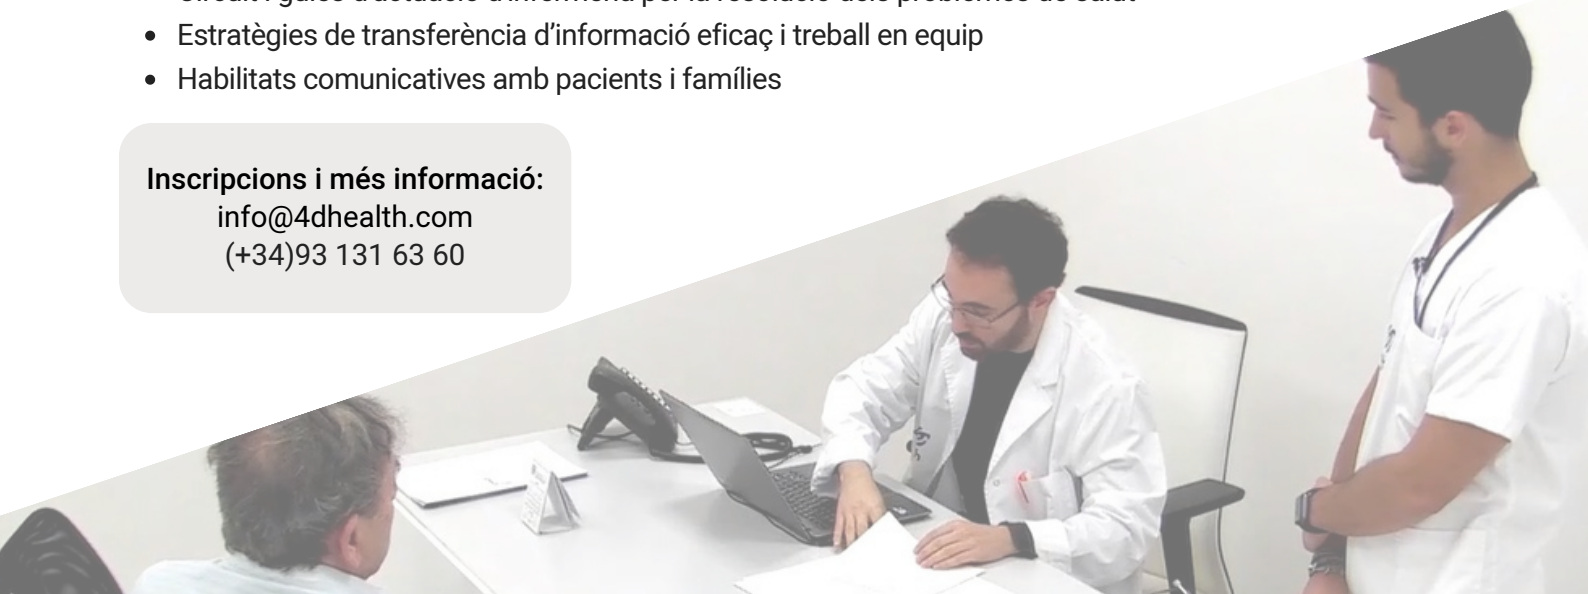 • Estratègies de transferència d’informació eficaç i treball en equip
• Habilitats comunicatives amb pacients i famílies
Inscripcions i més informació:
info@4dhealth.com
(+34)93 131 63 60